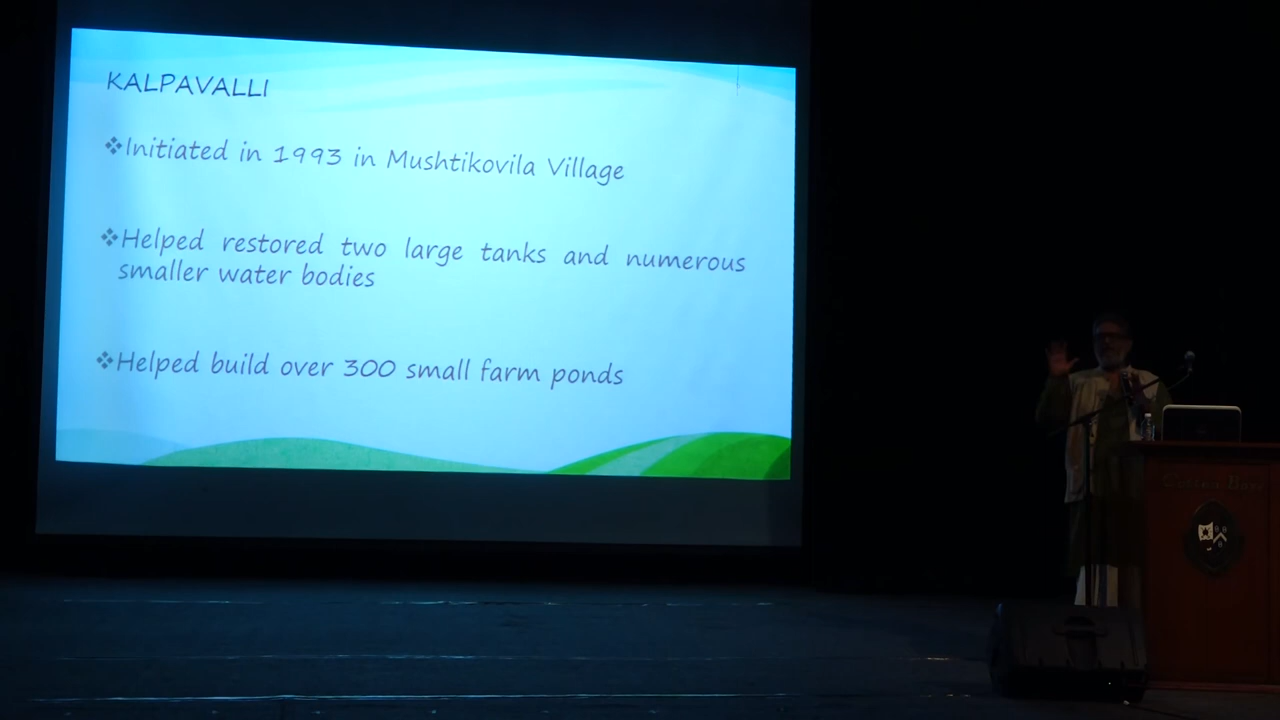 KALPAVALLI
❖Initiated in 1993 in Mushtikovila Village
❖Helped restored two large tanks and numerous
smaller water bodies
❖Helped build over 300 small farm ponds